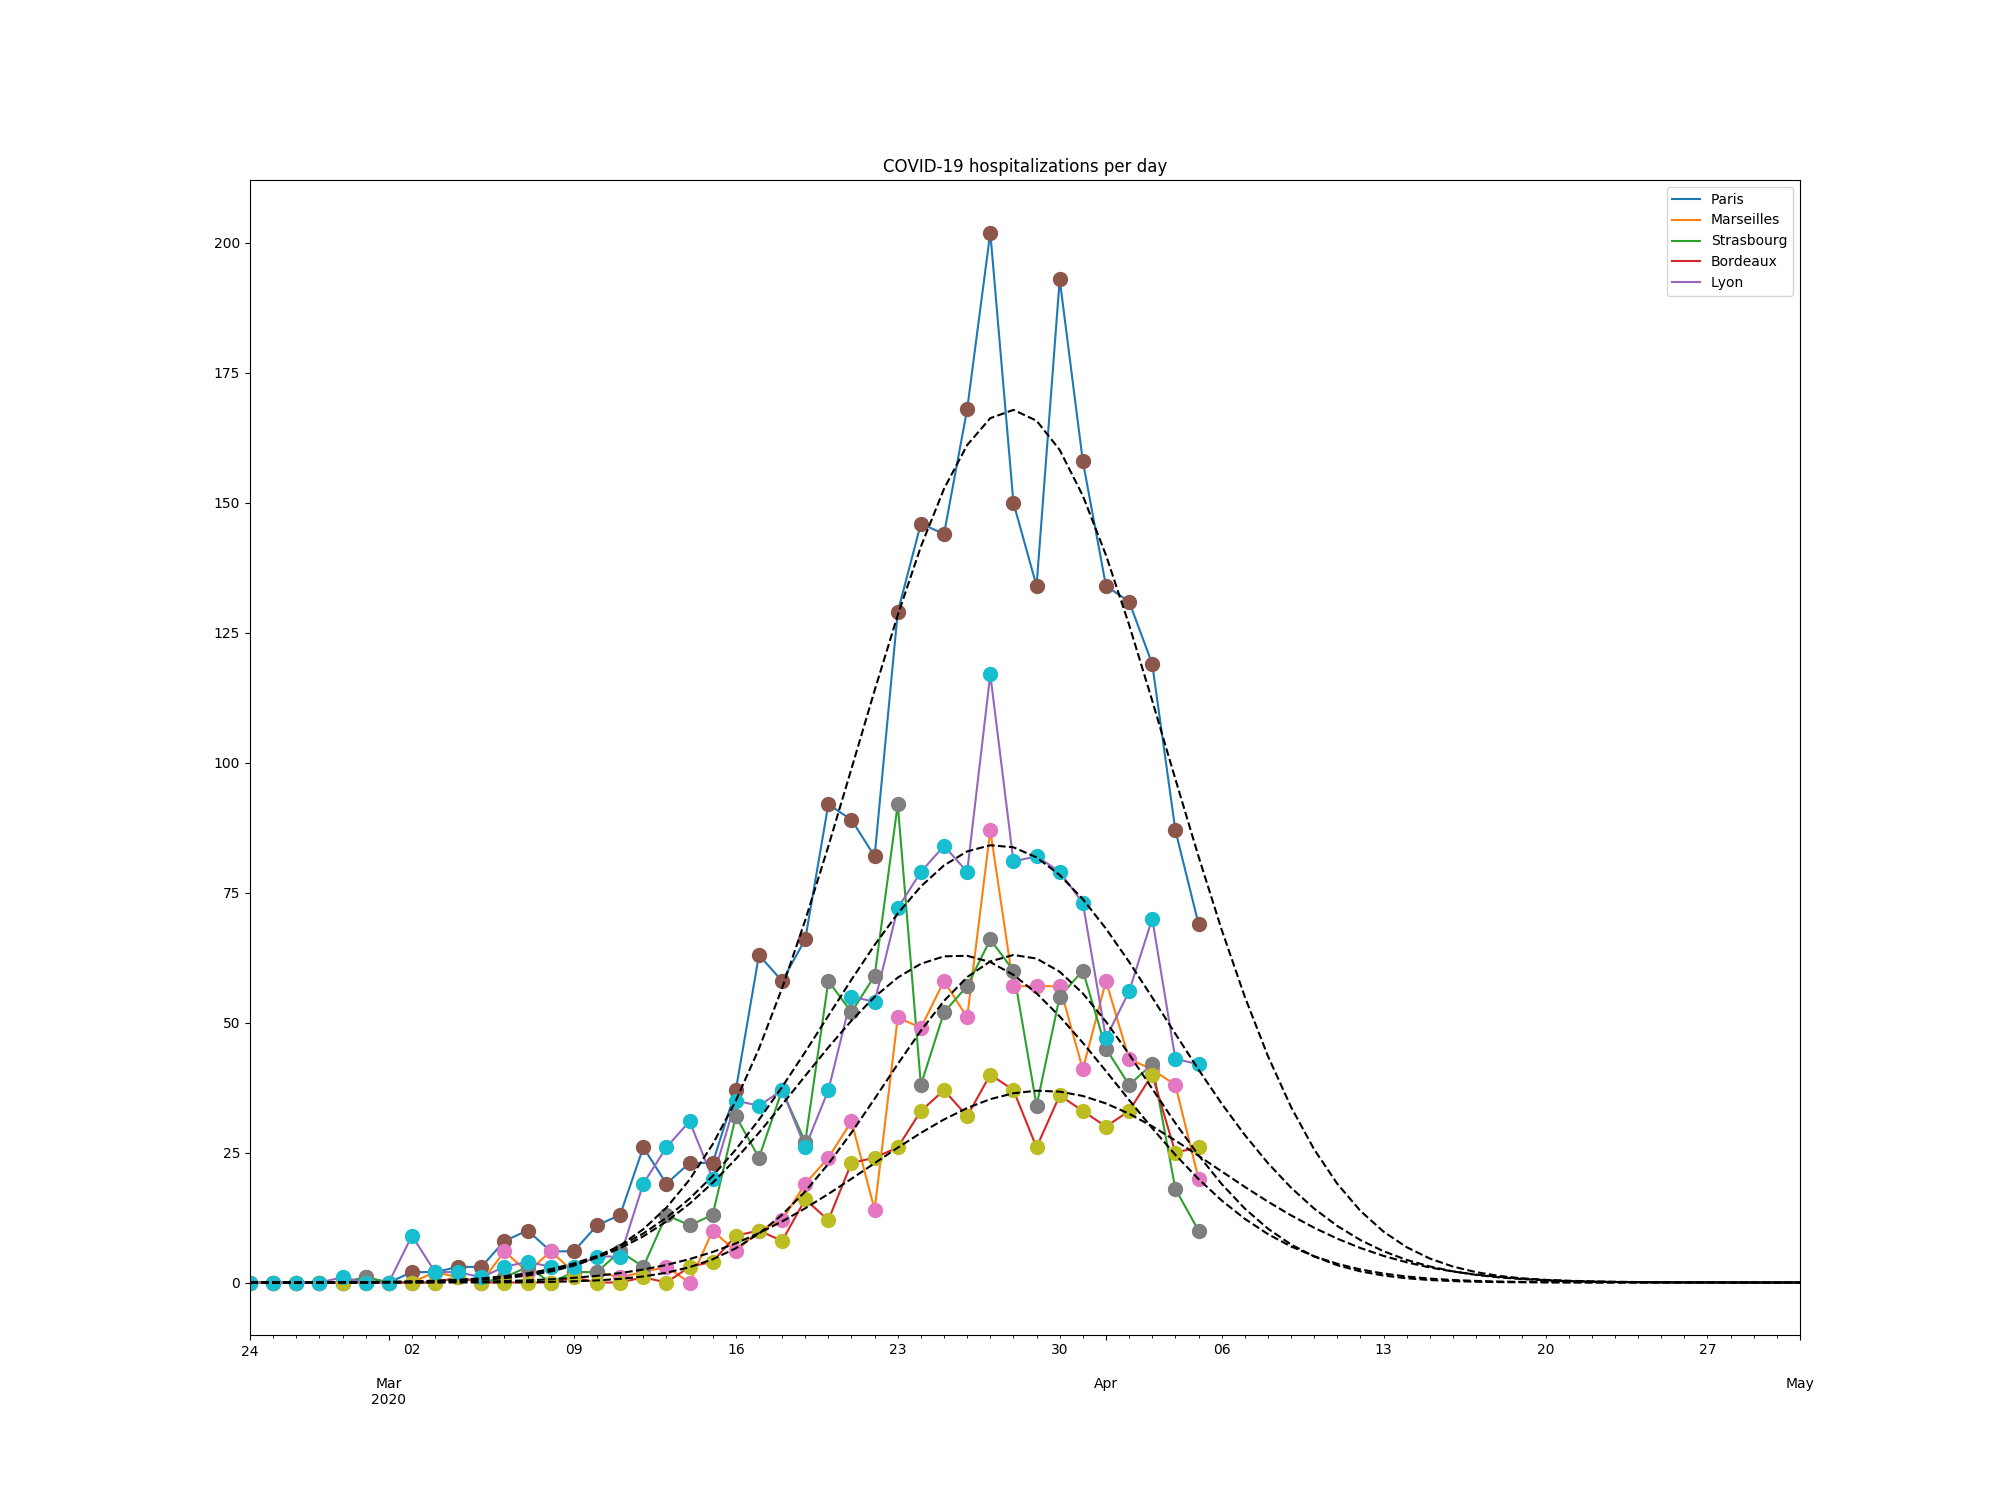 COVID-19 hospitalizations per day
Paris
Marseilles
Strasbourg
Bordeaux
Lyon
200
175
150
125
100
75
50
25
0
24 02 09 16 23 30 06 13 20 27
Mar Apr May
2020